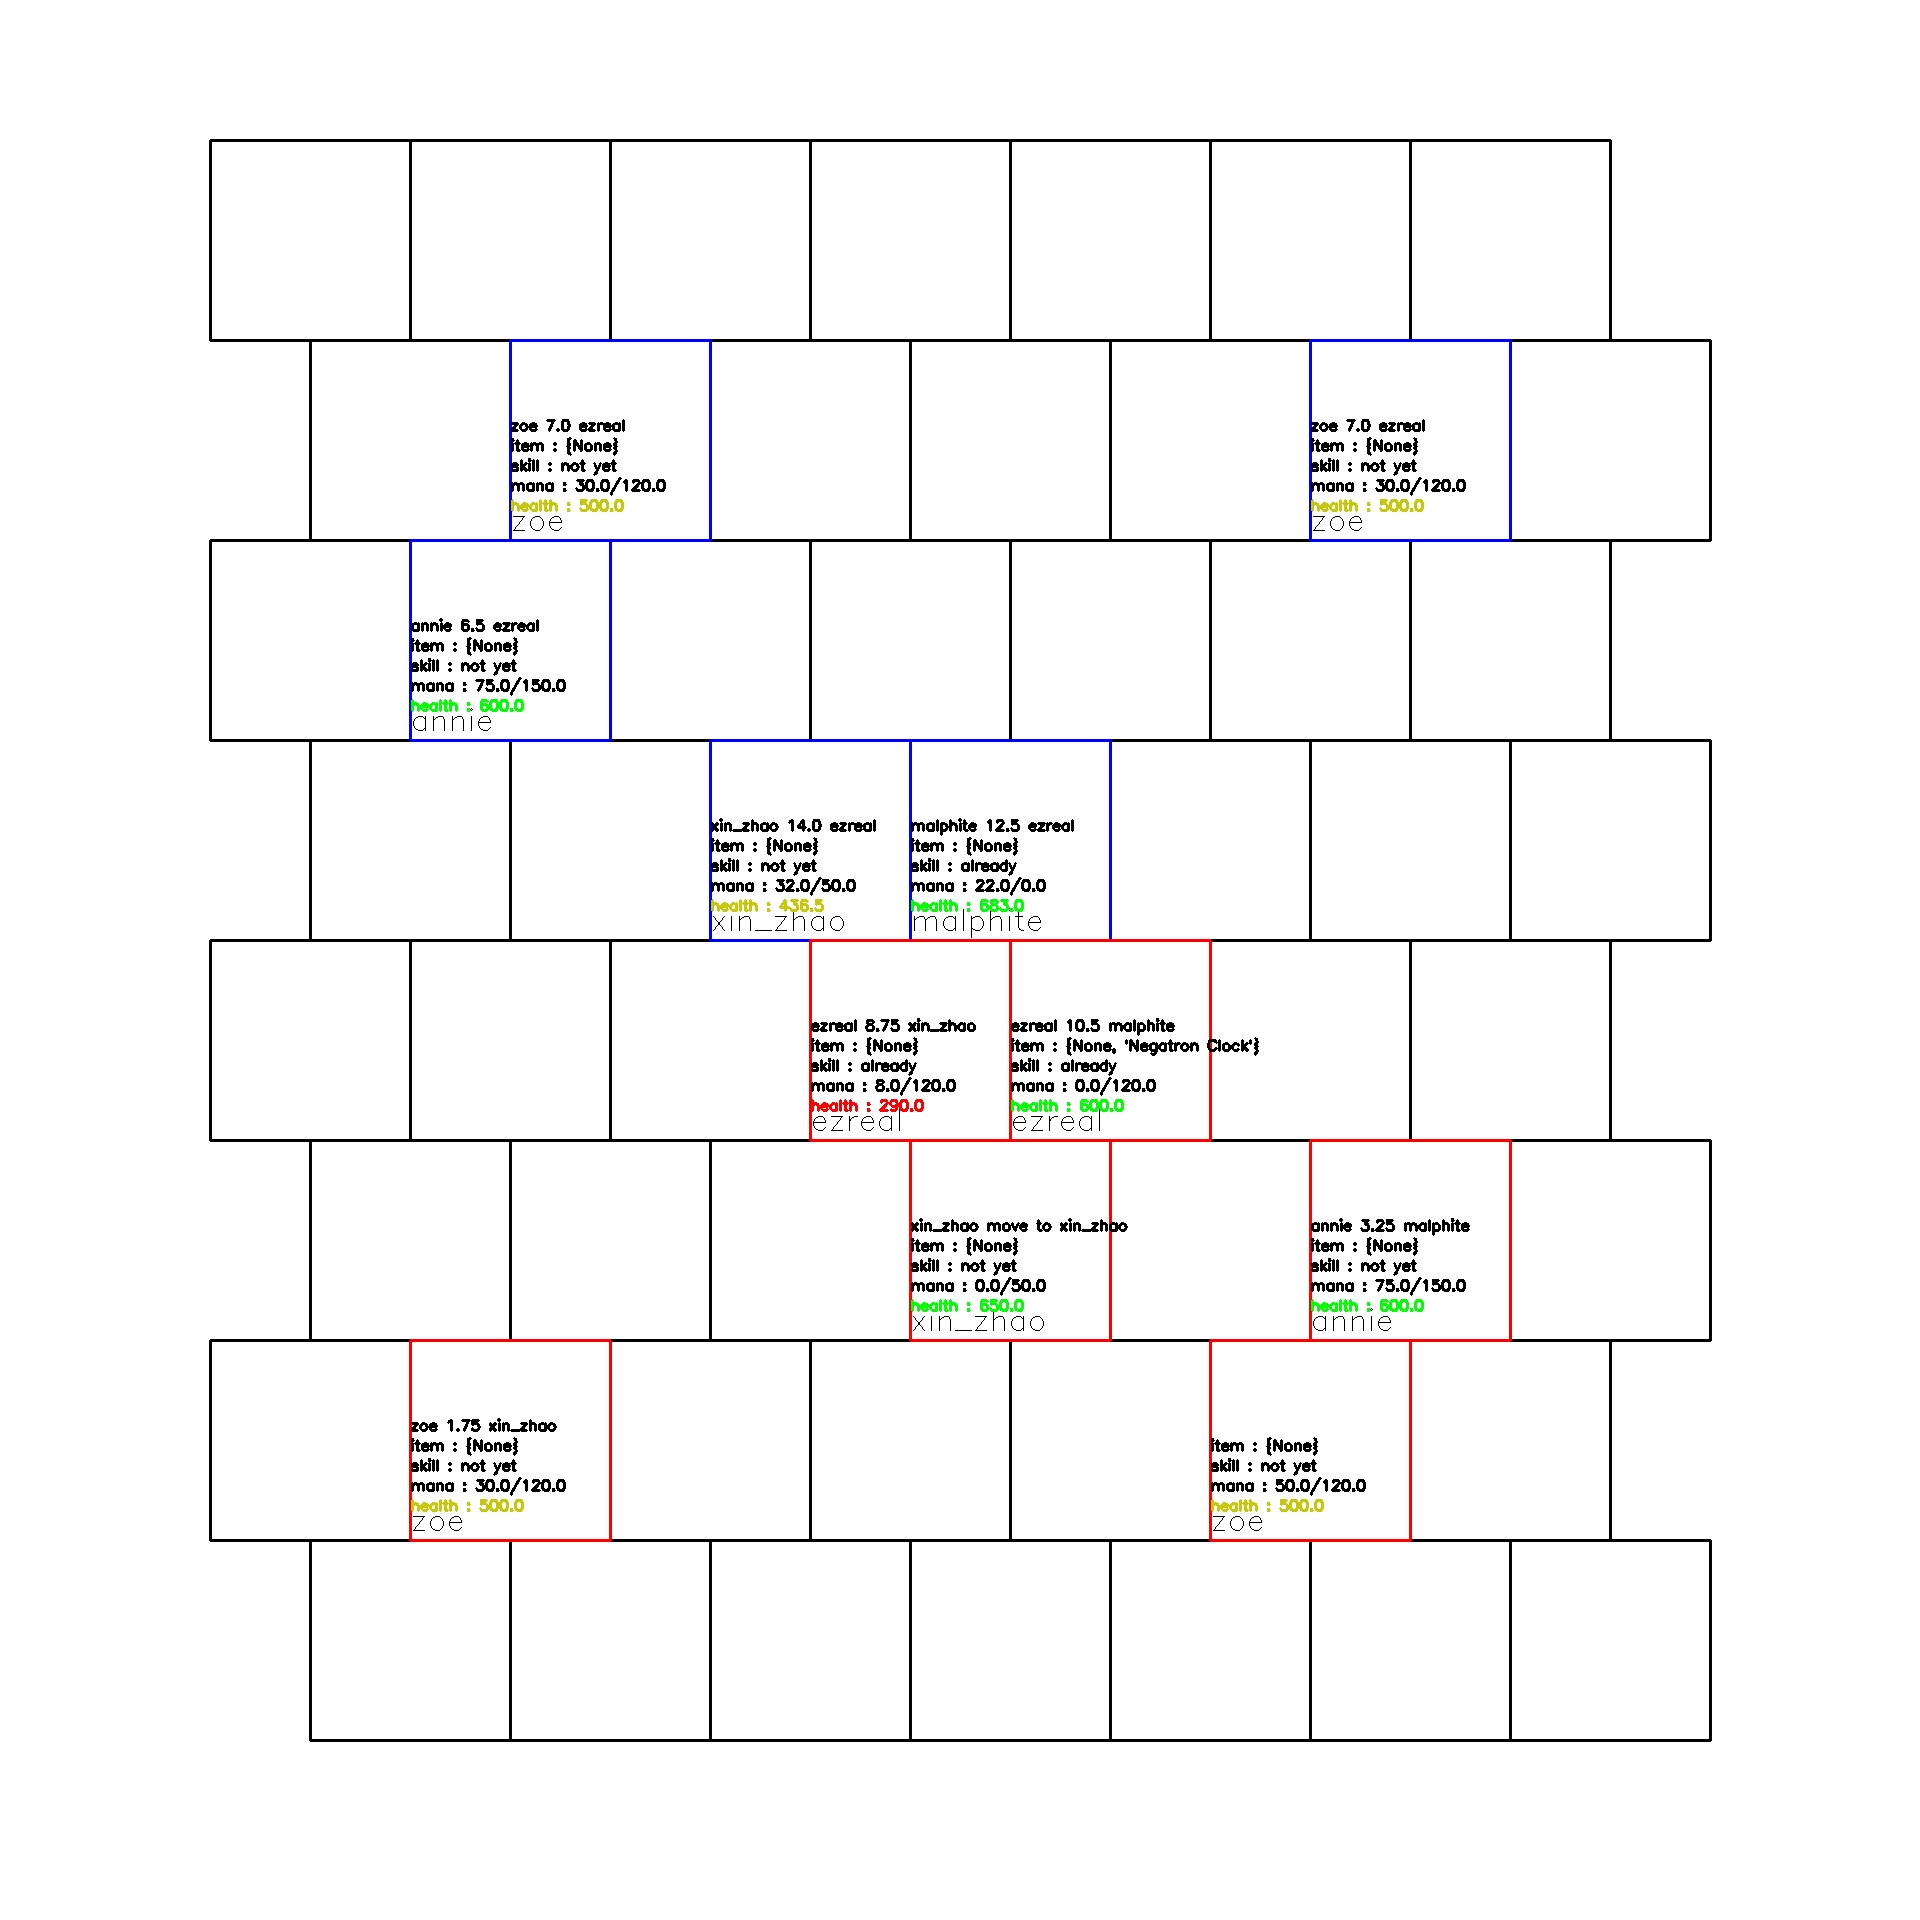 zoe 7.0 ezreal
item : {None}
skill : not yet
mana : 30.0/120.0
health : 500.0
zoe
zoe 7.0 ezreal
item : {None}
skill : not yet
mana : 30.0/120.0
health : 500.0
zoe
annie 6.5 ezreal
item : {None}
skill : not yet
mana : 75.0/150.0
health : 600.0
annie
xin_zhao 14.0 ezreal
item : {None}
skill : not yet
mana : 32.0/50.0
health : 436.5
xin_zhao
malphite 12.5 ezreal
item : {None}
skill : already
mana : 22.0/0.0
health : 683.0
malphite
ezreal 8.75 xin_zhao
item : {None}
skill : already
mana : 8.0/120.0
health : 290.0
ezreal
ezreal 10.5 malphite
item : {None, 'Negatron Clock'}
skill : already
mana : 0.0/120.0
health : 600.0
ezreal
xin_zhao move to xin_zhao
item : {None}
skill : not yet
mana : 0.0/50.0
health : 650.0
xin_zhao
annie 3.25 malphite
item : {None}
skill : not yet
mana : 75.0/150.0
health : 600.0
annie
zoe 1.75 xin_zhao
item : {None}
skill : not yet
mana : 30.0/120.0
health : 500.0
zoe
item : {None}
skill : not yet
mana : 50.0/120.0
health : 500.0
zoe